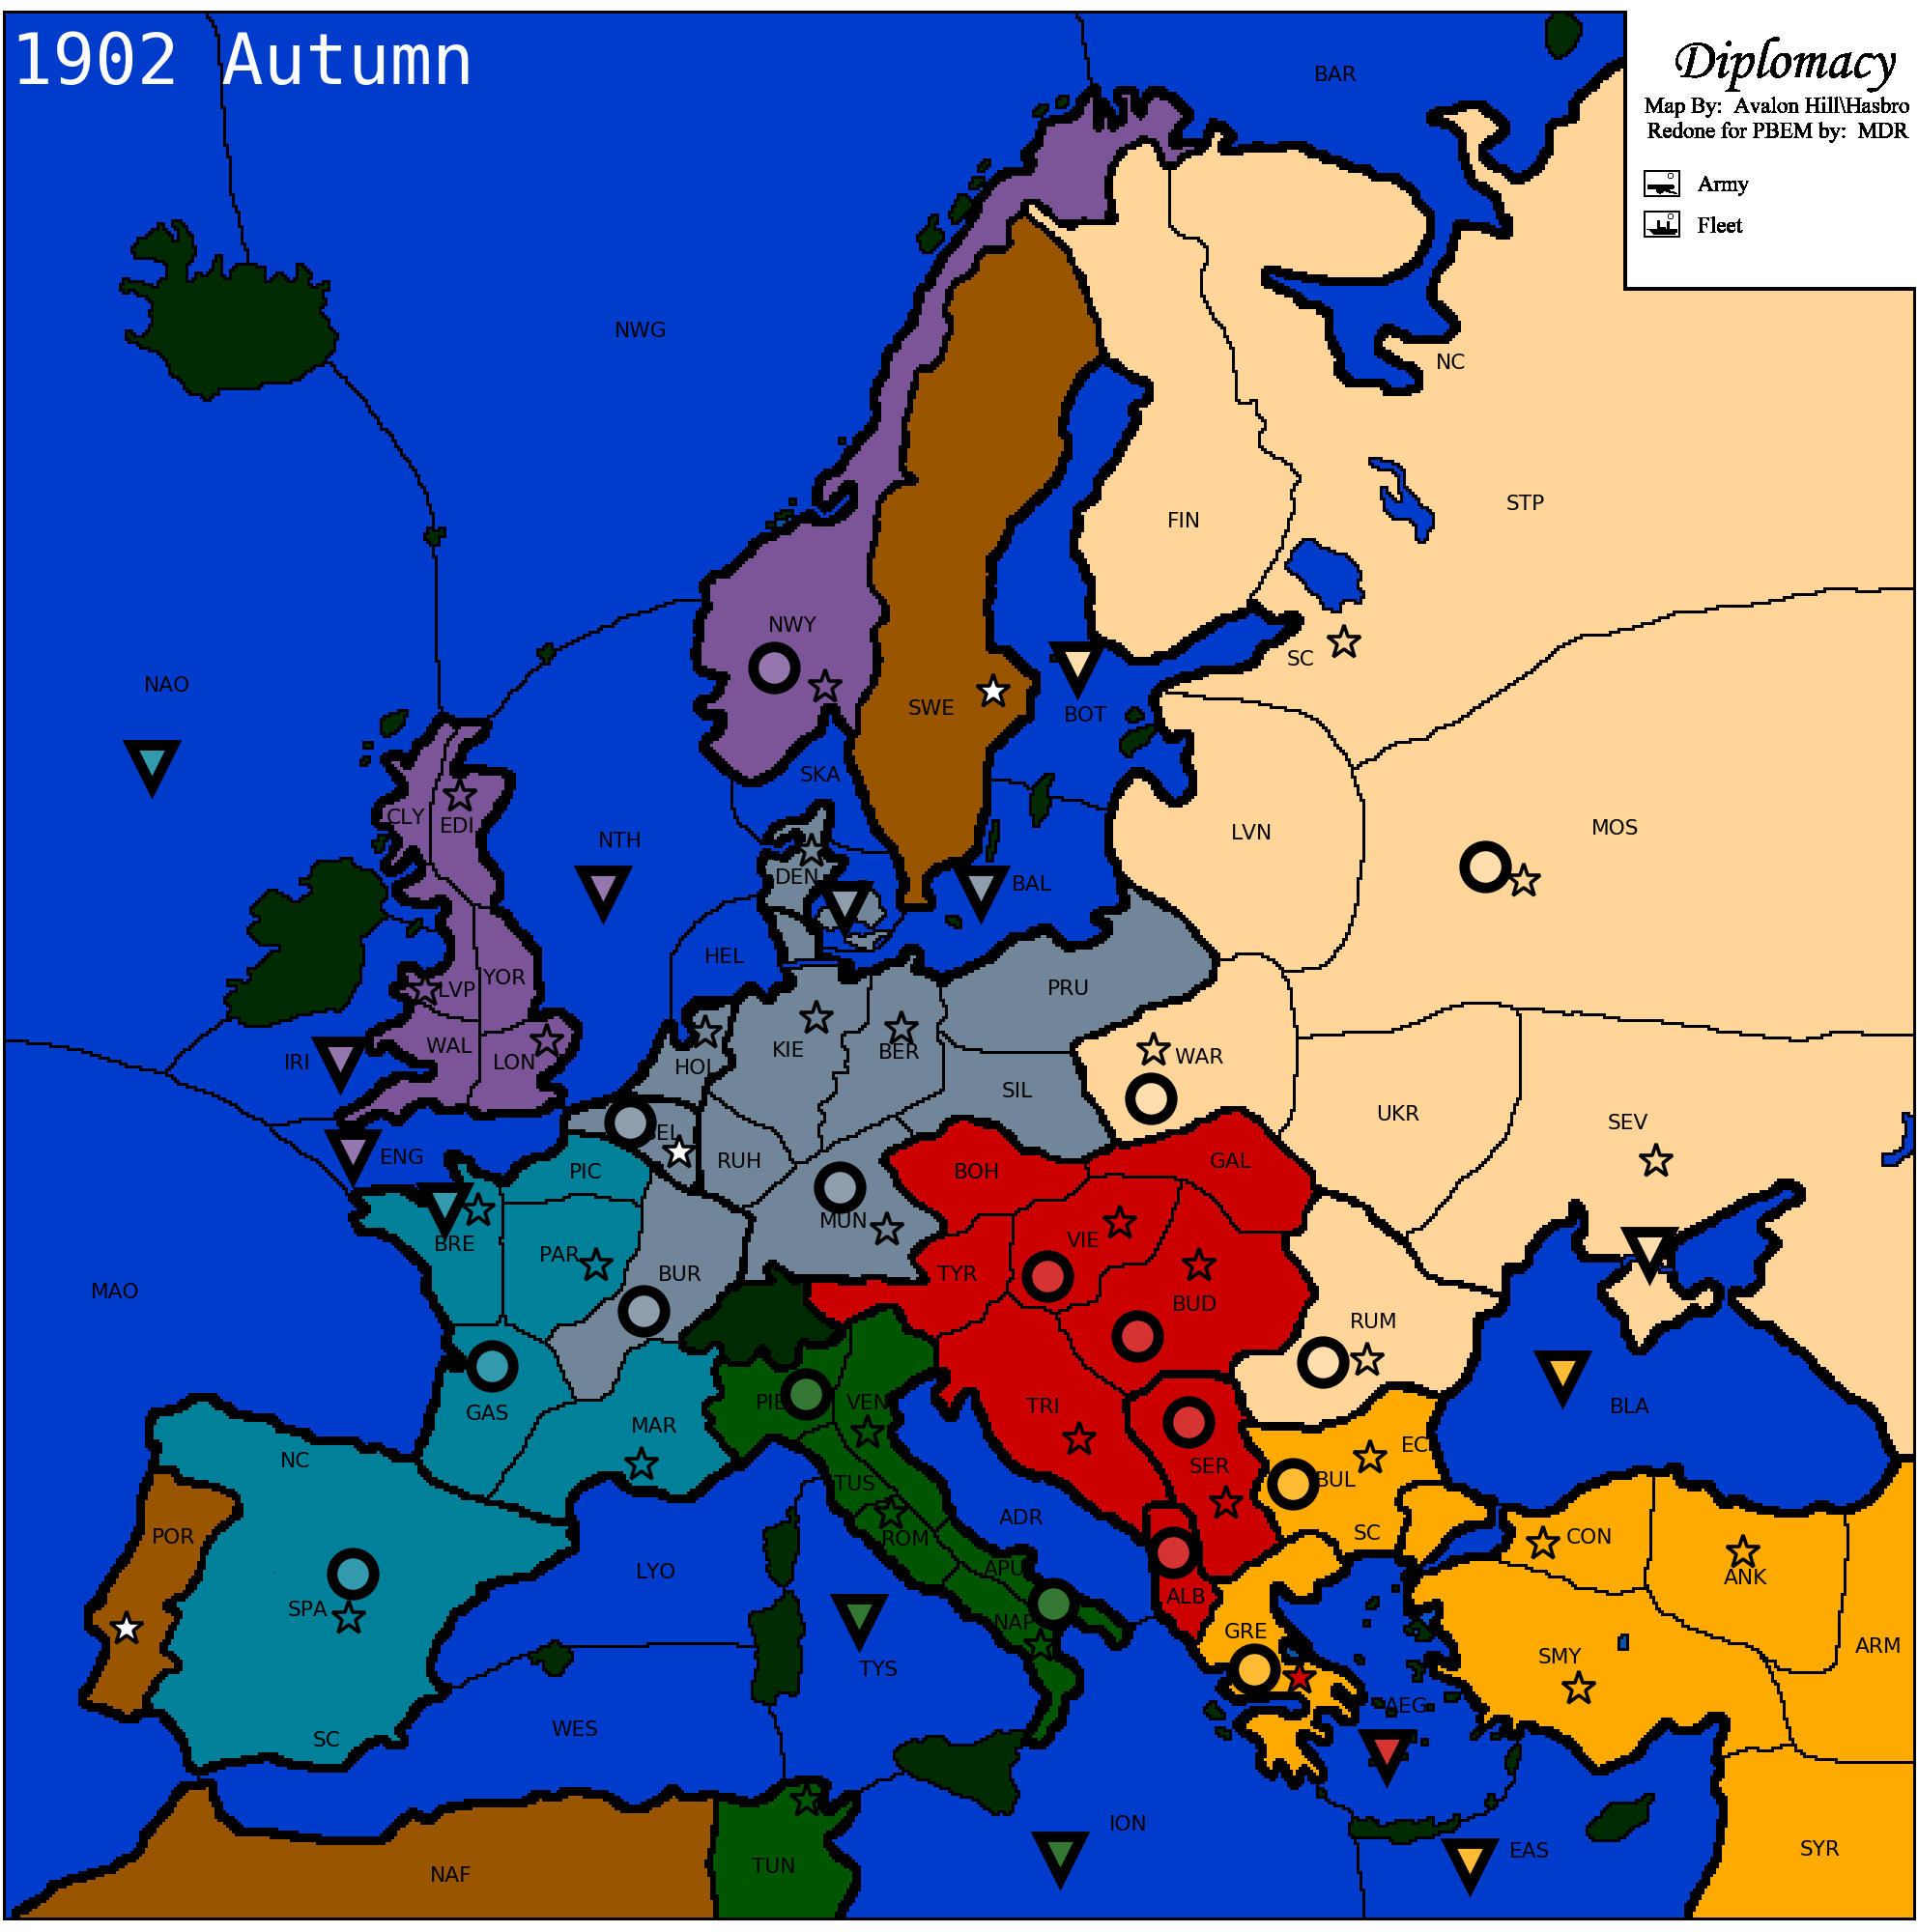 1902 Autumn
Diplomacy
Map By: Avalon Hill\Hasbro
Redone for PBEM by: MDR
Army
Fleet
BAR
NWG
NC
STP
FIN
NWY
SC
NAO
SWE
BOT
SKA
CLY
EDI
NTH
LVN
MOS
DEN
BAL
HEL
YOR
LVP
PRU
IRI
WAL
LON
HOL
KIE
BER
WAR
SIL
UKR
SEV
ENG
PIC
BEL
RUH
BOH
GAL
MUN
BRE
PAR
BUR
TYR
VIE
BUD
MAO
RUM
GAS
MAR
PIE
VEN
TRI
BLA
NC
TUS
SER
BUL
EC
POR
ROM
ADR
SC
CON
ANK
LYO
APU
ALB
SPA
NAP
GRE
SMY
ARM
TYS
AEG
SC
WES
ION
EAS
SYR
NAF
TUN